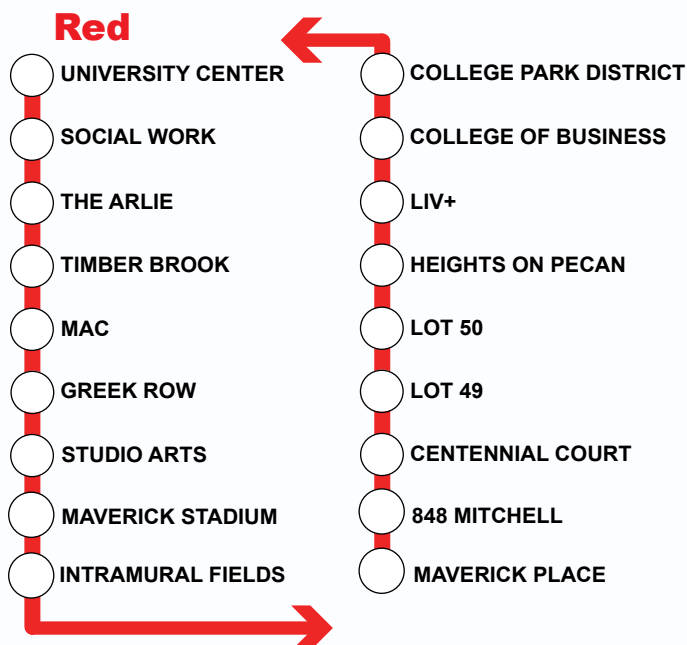 Red
UNIVERSITY CENTER
SOCIAL WORK
THE ARLIE
TIMBER BROOK
MAC
GREEK ROW
STUDIO ARTS
MAVERICK STADIUM
INTRAMURAL FIELDS
COLLEGE PARK DISTRICT
COLLEGE OF BUSINESS
LIV+
HEIGHTS ON PECAN
LOT 50
LOT 49
CENTENNIAL COURT
848 MITCHELL
MAVERICK PLACE